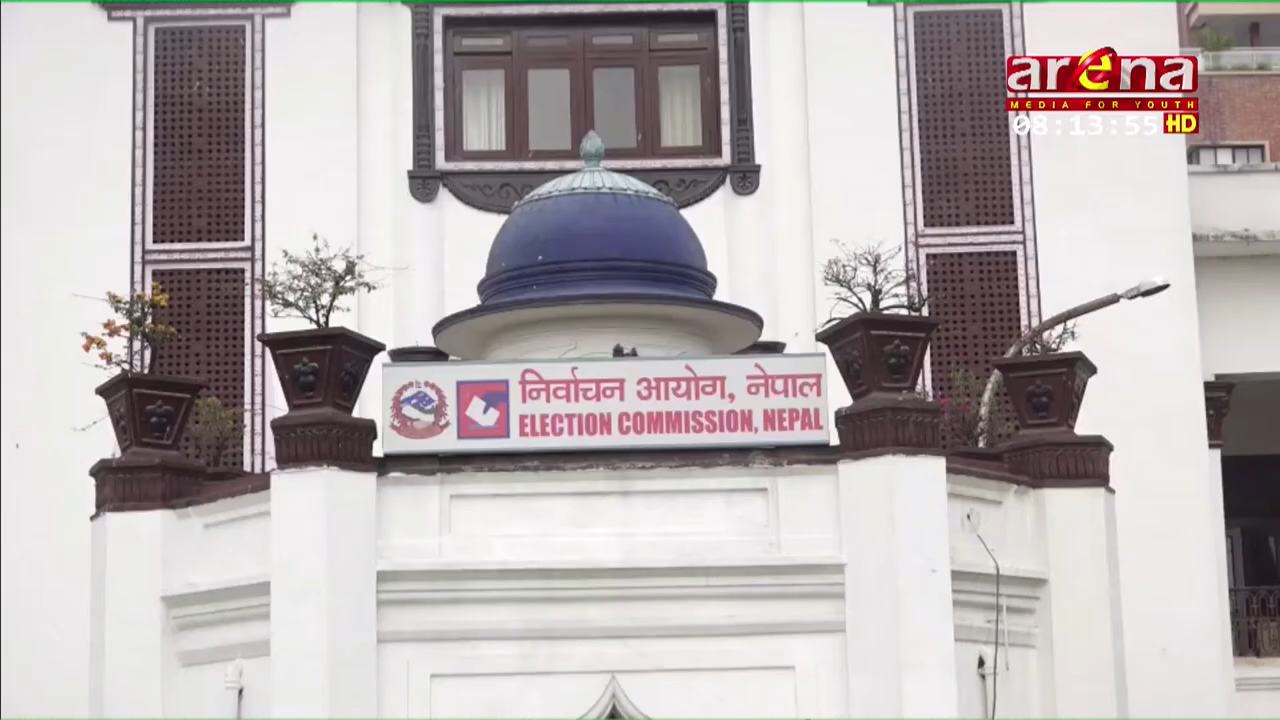 arena
MEDIA FOR YOUTH
08:13:55 HD
निर्वाचन आयोग, नेपाल
ELECTION COMMISSION, NEPAL